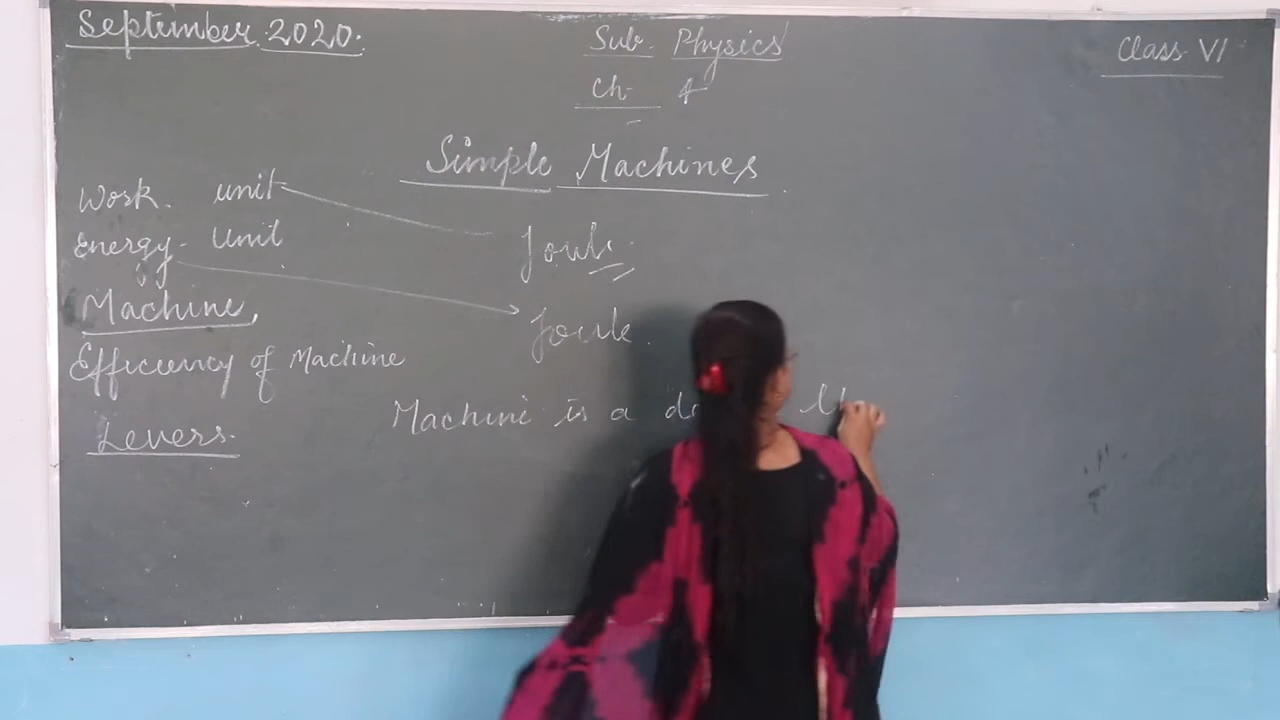 September 2020.
Sub. Physics
Class VI
Ch. 4
Simple Machines
Work. unit
Joule.
Energy - Unit
Joule.
Machine,
Efficiency of Machine
Machine is a
Levers.